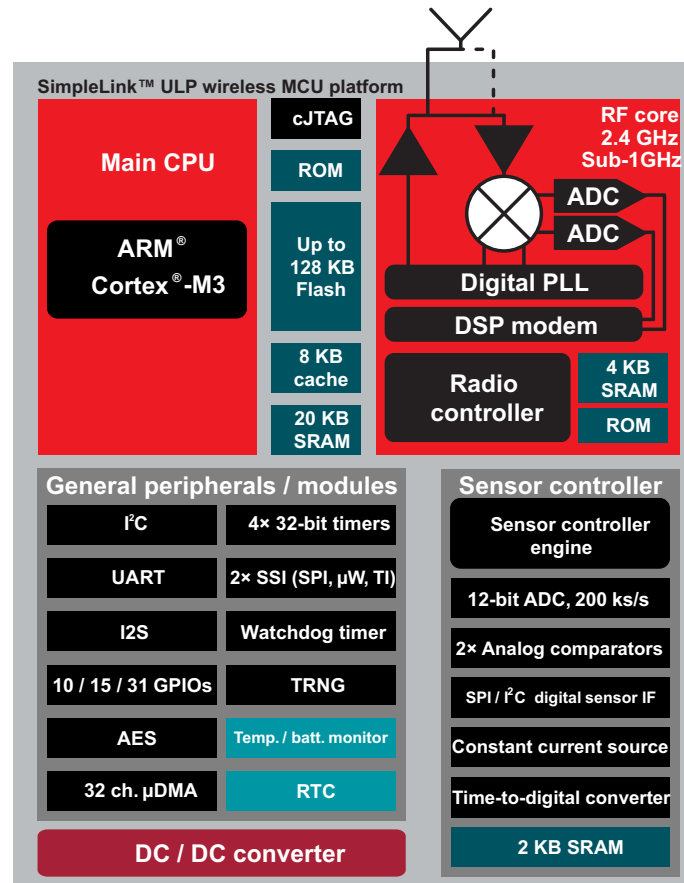 SimpleLink™ ULP wireless MCU platform
Main CPU
ARM®
Cortex®-M3
cJTAG
ROM
Up to
128 KB
Flash
8 KB
cache
20 KB
SRAM
RF core
2.4 GHz
Sub-1GHz
ADC
ADC
Digital PLL
DSP modem
Radio
controller
4 KB
SRAM
ROM
General peripherals / modules
I²C
4× 32-bit timers
UART
2× SSI (SPI, µW, TI)
I2S
Watchdog timer
10 / 15 / 31 GPIOs
TRNG
AES
Temp. / batt. monitor
32 ch. µDMA
RTC
DC / DC converter
Sensor controller
Sensor controller
engine
12-bit ADC, 200 ks/s
2× Analog comparators
SPI / I²C digital sensor IF
Constant current source
Time-to-digital converter
2 KB SRAM